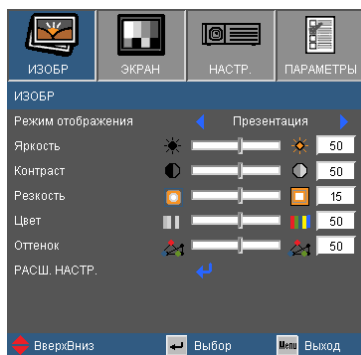 ИЗОБР ЭКРАН НАСТР. ПАРАМЕТРЫ
ИЗОБР
Режим отображения Презентация
Яркость 50
Контраст 50
Резкость 15
Цвет 50
Оттенок 50
РАСШ. НАСТР.
ВверхВниз Выбор Menu Выход